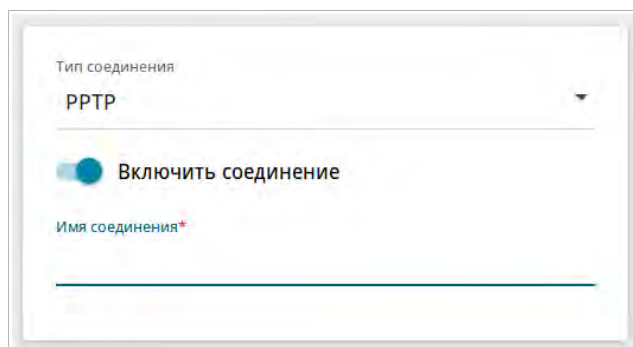 Тип соединения
PPTP
Включить соединение
Имя соединения*